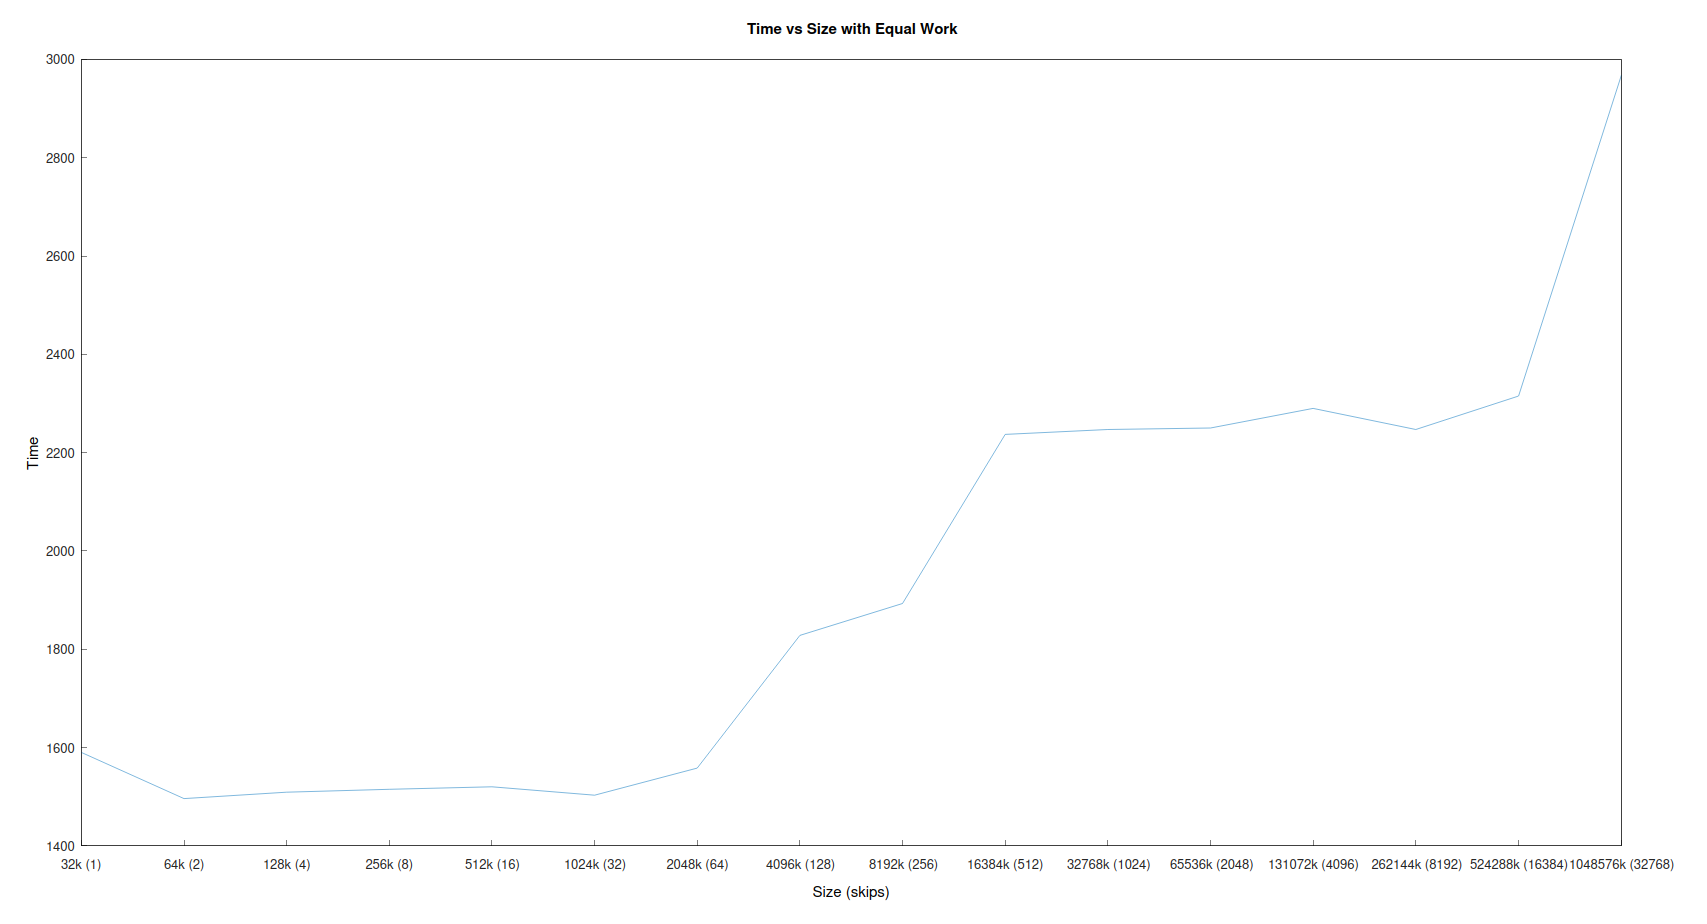 Time vs Size with Equal Work
3000
2800
2600
2400
2200
2000
1800
1600
1400
Time
32k (1) 64k (2) 128k (4) 256k (8) 512k (16) 1024k (32) 2048k (64) 4096k (128) 8192k (256) 16384k (512) 32768k (1024) 65536k (2048) 131072k (4096) 262144k (8192) 524288k (16384) 1048576k (32768)
Size (skips)